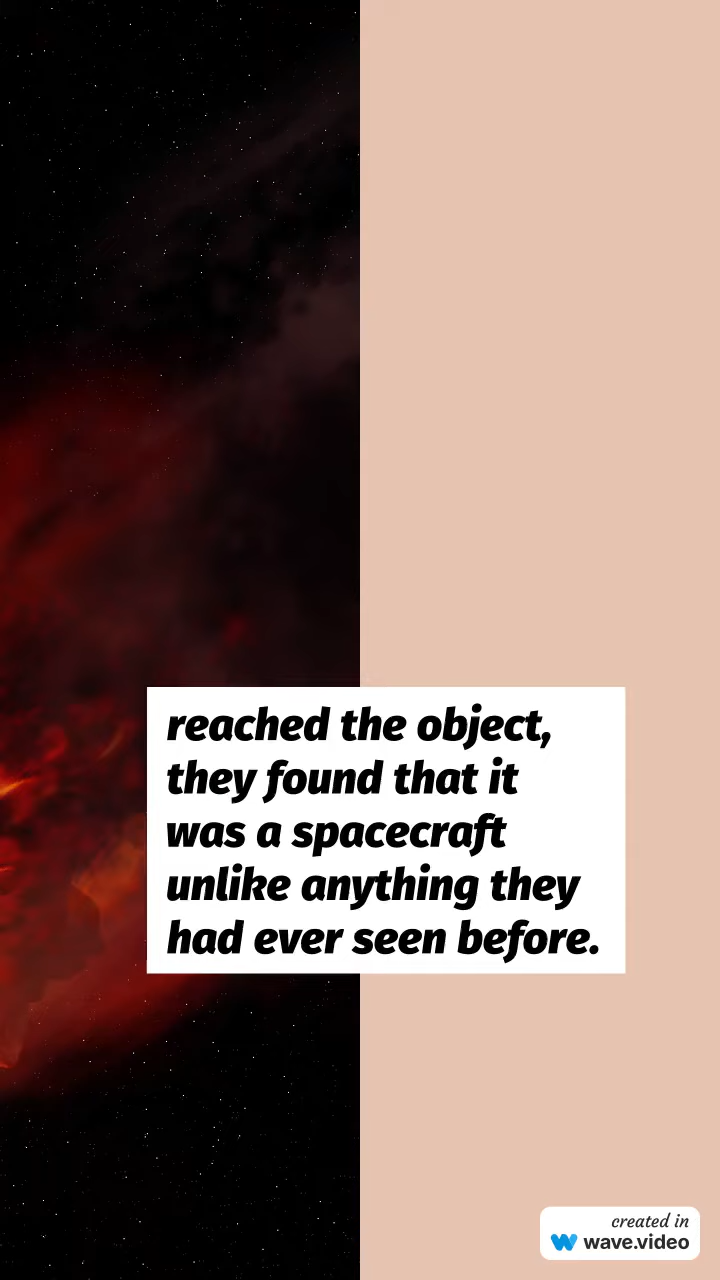 reached the object,
they found that it
was a spacecraft
unlike anything they
had ever seen before.
created in
wave.video